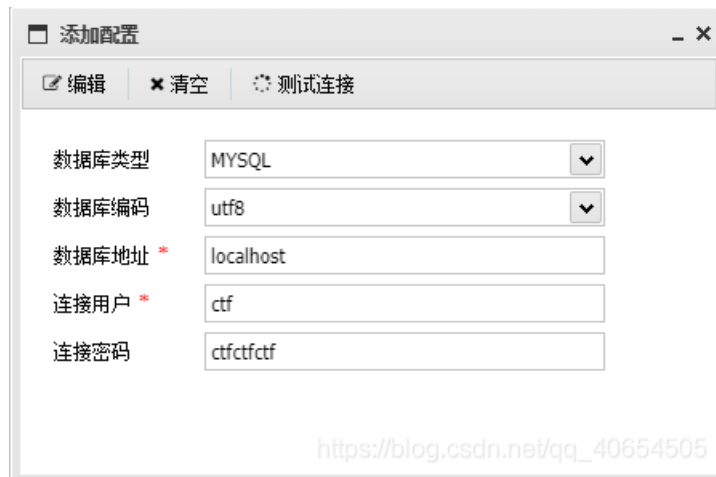 添加配置
编辑 清空 测试连接
数据库类型 MYSQL
数据库编码 utf8
数据库地址 * localhost
连接用户 * ctf
连接密码 ctfctfctf
https://blog.csdn.net/qq_40654505